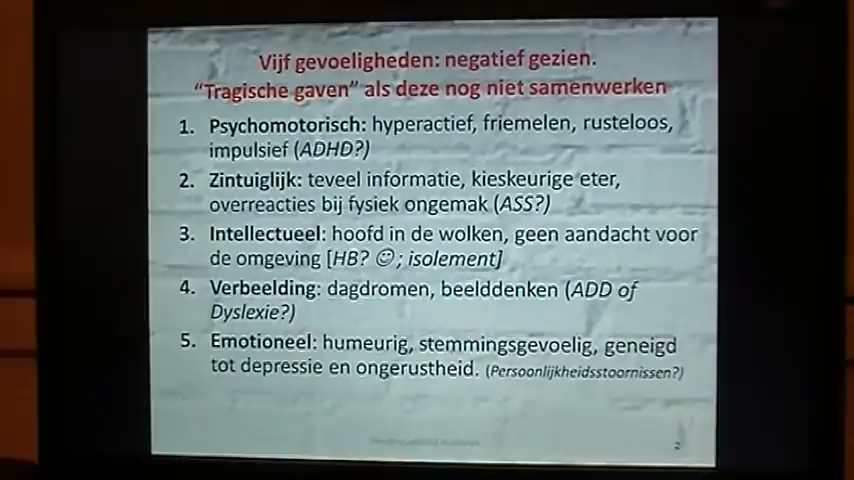 Vijf gevoeligheden: negatief gezien.
“Tragische gaven” als deze nog niet samenwerken
1. Psychomotorisch: hyperactief, friemelen, rusteloos,
impulsief (ADHD?)
2. Zintuiglijk: teveel informatie, kieskeurige eter,
overreacties bij fysiek ongemak (ASS?)
3. Intellectueel: hoofd in de wolken, geen aandacht voor
de omgeving [HB? ☺; isolement]
4. Verbeelding: dagdromen, beelddenken (ADD of
Dyslexie?)
5. Emotioneel: humeurig, stemmingsgevoelig, geneigd
tot depressie en ongerustheid. (Persoonlijkheidsstoornissen?)
2